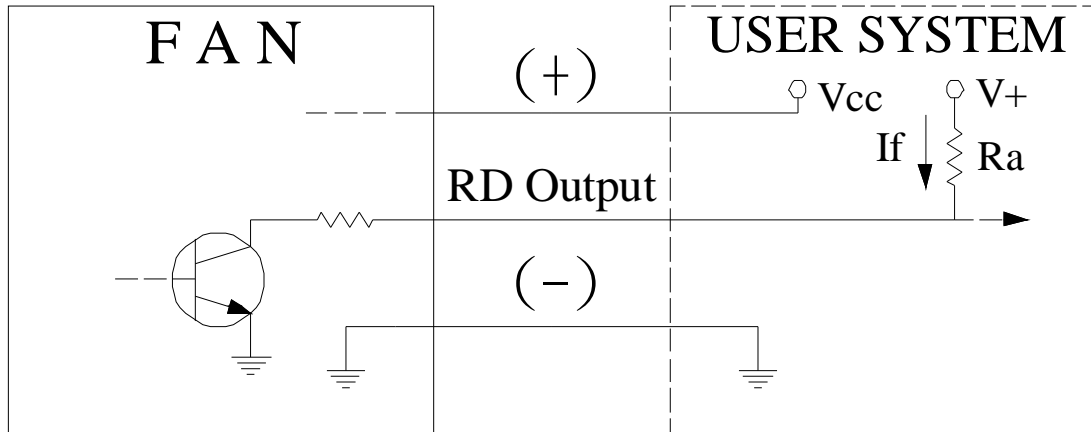 F A N
USER SYSTEM
(+)
Vcc
V+
If
Ra
RD Output
(-)